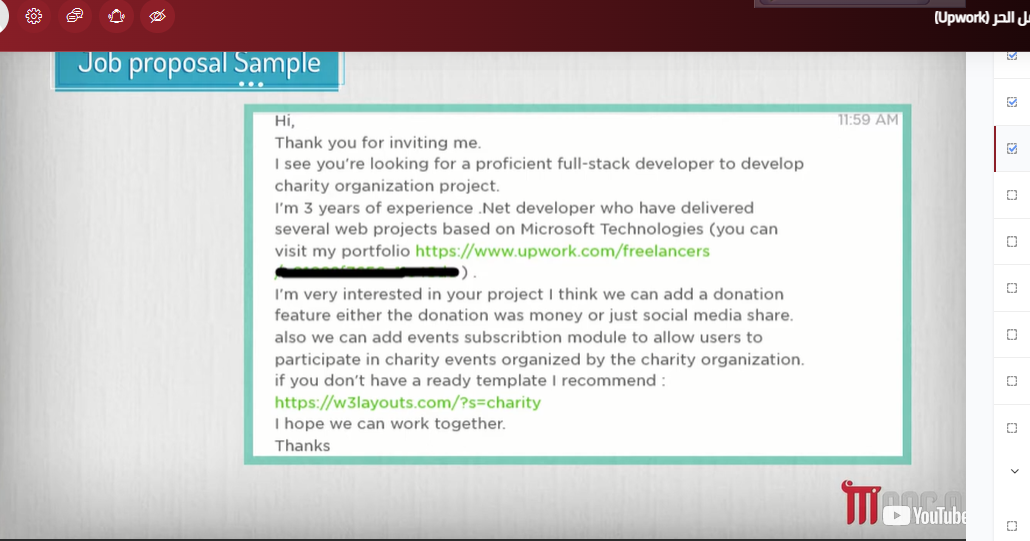 ل الحر (Upwork)
Job proposal Sample
11:59 AM
Hi,
Thank you for inviting me.
I see you're looking for a proficient full-stack developer to develop
charity organization project.
I'm 3 years of experience .Net developer who have delivered
several web projects based on Microsoft Technologies (you can
visit my portfolio https://www.upwork.com/freelancers
) .
I'm very interested in your project I think we can add a donation
feature either the donation was money or just social media share.
also we can add events subscribtion module to allow users to
participate in charity events organized by the charity organization.
if you don't have a ready template I recommend :
https://w3layouts.com/?s=charity
I hope we can work together.
Thanks
YouTube